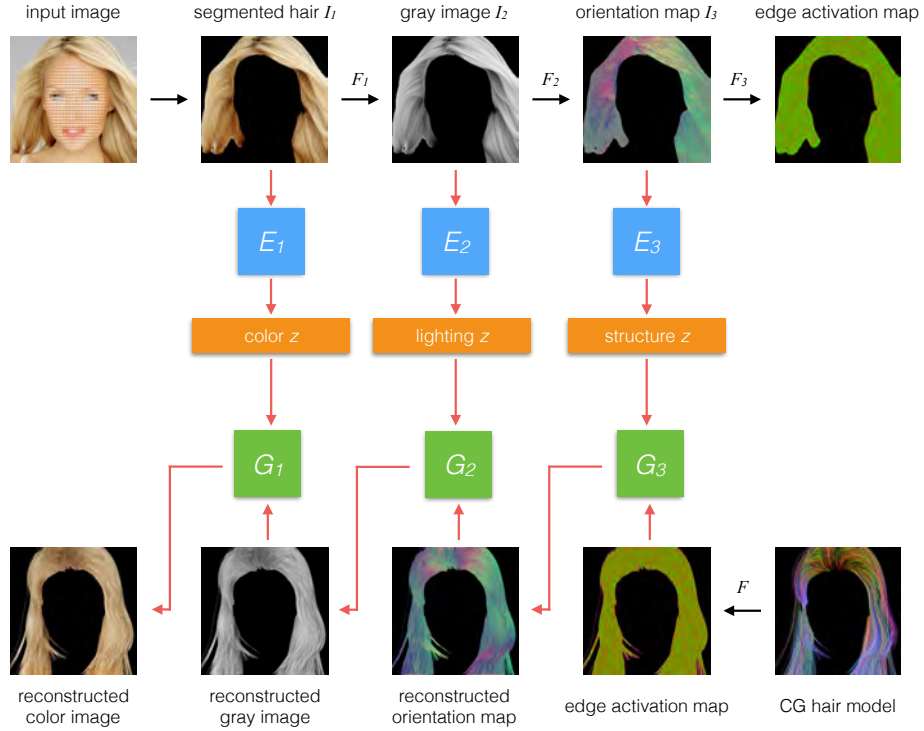 input image
segmented hair I1
gray image I2
orientation map I3
edge activation map
F1
F2
F3
E1
E2
E3
color z
lighting z
structure z
G1
G2
G3
F
reconstructed
color image
reconstructed
gray image
reconstructed
orientation map
edge activation map
CG hair model